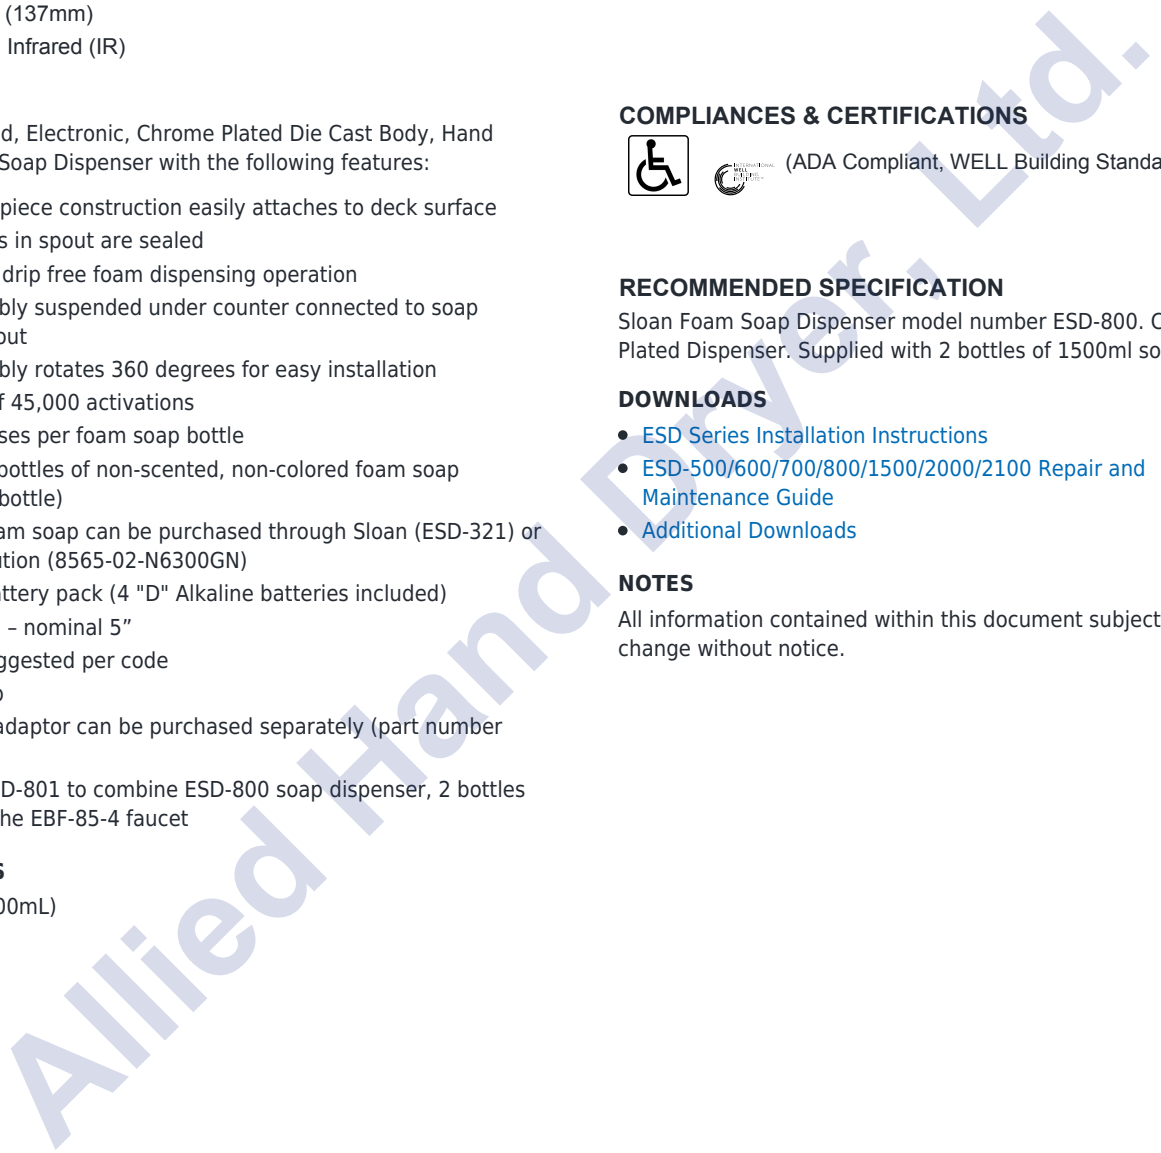 (137mm)
Infrared (IR)
d, Electronic, Chrome Plated Die Cast Body, Hand
Soap Dispenser with the following features:
piece construction easily attaches to deck surface
s in spout are sealed
drip free foam dispensing operation
bly suspended under counter connected to soap
out
bly rotates 360 degrees for easy installation
f 45,000 activations
ses per foam soap bottle
bottles of non-scented, non-colored foam soap
bottle)
am soap can be purchased through Sloan (ESD-321) or
ution (8565-02-N6300GN)
attery pack (4 "D" Alkaline batteries included)
– nominal 5”
ggested per code
adaptor can be purchased separately (part number
D-801 to combine ESD-800 soap dispenser, 2 bottles
he EBF-85-4 faucet
S
00mL)
COMPLIANCES & CERTIFICATIONS
INTERNATIONAL
WELL
BUILDING
INSTITUTE™
(ADA Compliant, WELL Building Standa
RECOMMENDED SPECIFICATION
Sloan Foam Soap Dispenser model number ESD-800. C
Plated Dispenser. Supplied with 2 bottles of 1500ml so
DOWNLOADS
● ESD Series Installation Instructions
● ESD-500/600/700/800/1500/2000/2100 Repair and
Maintenance Guide
● Additional Downloads
NOTES
All information contained within this document subject
change without notice.
Allied Hand Dryer, Ltd.